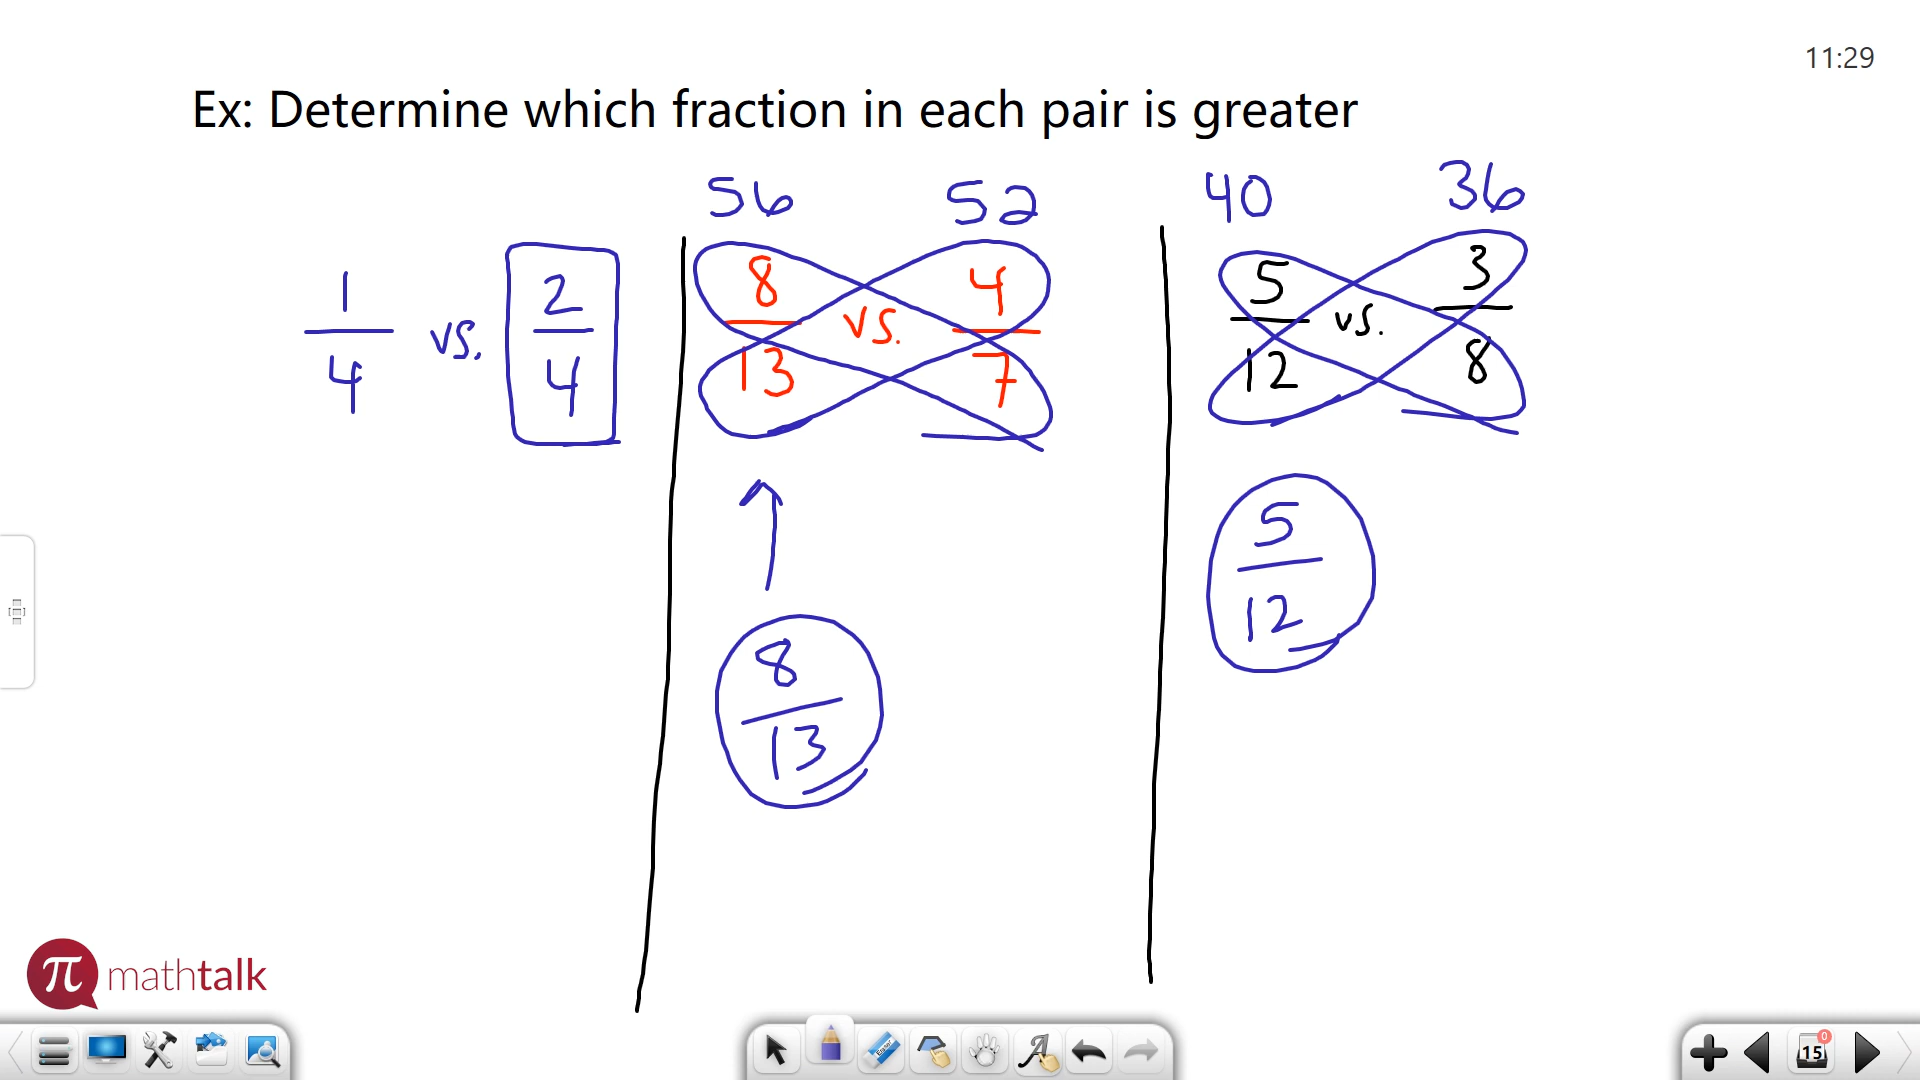 11:29
Ex: Determine which fraction in each pair is greater
1/4 vs. 2/4
56 52
8/13 vs. 4/7
8/13
40 36
5/12 vs. 3/8
5/12
π mathtalk
Eraser
A
15
0